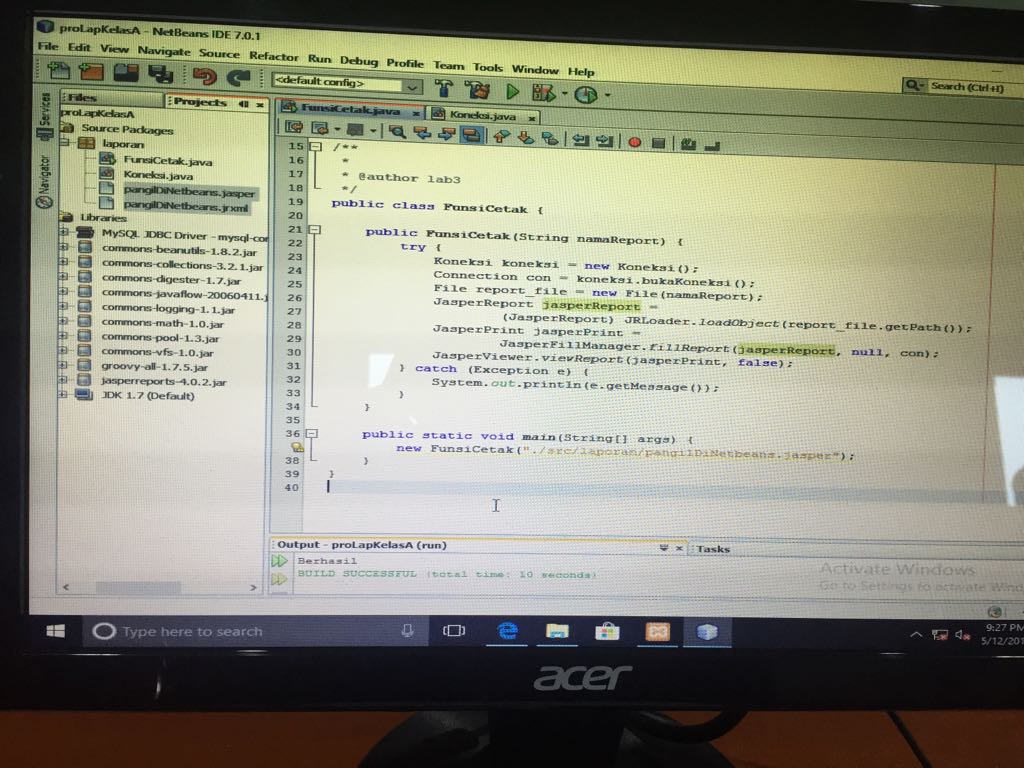 proLapKelasA - NetBeans IDE 7.0.1
File Edit View Navigate Source Refactor Run Debug Profile Team Tools Window Help
<default config>
Search (Ctrl+I)
Services
Navigator
Files
Projects
proLapKelasA
Source Packages
laporan
FunsiCetak.java
Koneksi.java
pangilDiNetbeans.jasper
pangilDiNetbeans.jrxml
Libraries
MySQL JDBC Driver - mysql-cor
commons-beanutils-1.8.2.jar
commons-collections-3.2.1.jar
commons-digester-1.7.jar
commons-javaflow-20060411.j
commons-logging-1.1.jar
commons-math-1.0.jar
commons-pool-1.3.jar
commons-vfs-1.0.jar
groovy-all-1.7.5.jar
jasperreports-4.0.2.jar
JDK 1.7 (Default)
FunsiCetak.java
Koneksi.java
15 /**
16 *
17 * @author lab3
18 */
19 public class FunsiCetak {
20
21 public FunsiCetak(String namaReport) {
22 try {
23 Koneksi koneksi = new Koneksi();
24 Connection con = koneksi.bukaKoneksi();
25 File report_file = new File(namaReport);
26 JasperReport jasperReport =
27 (JasperReport) JRLoader.loadObject(report_file.getPath());
28 JasperPrint jasperPrint =
29 JasperFillManager.fillReport(jasperReport, null, con);
30 JasperViewer.viewReport(jasperPrint, false);
31 } catch (Exception e) {
32 System.out.println(e.getMessage());
33 }
34 }
35
36 public static void main(String[] args) {
new FunsiCetak("./src/laporan/pangilDiNetbeans.jasper");
38 }
39 }
40
Output - proLapKelasA (run)
Tasks
Berhasil
BUILD SUCCESSFUL (total time: 10 seconds)
Activate Windows
Go to Settings to activate Wind
Type here to search
9:27 PM
5/12/201
acer